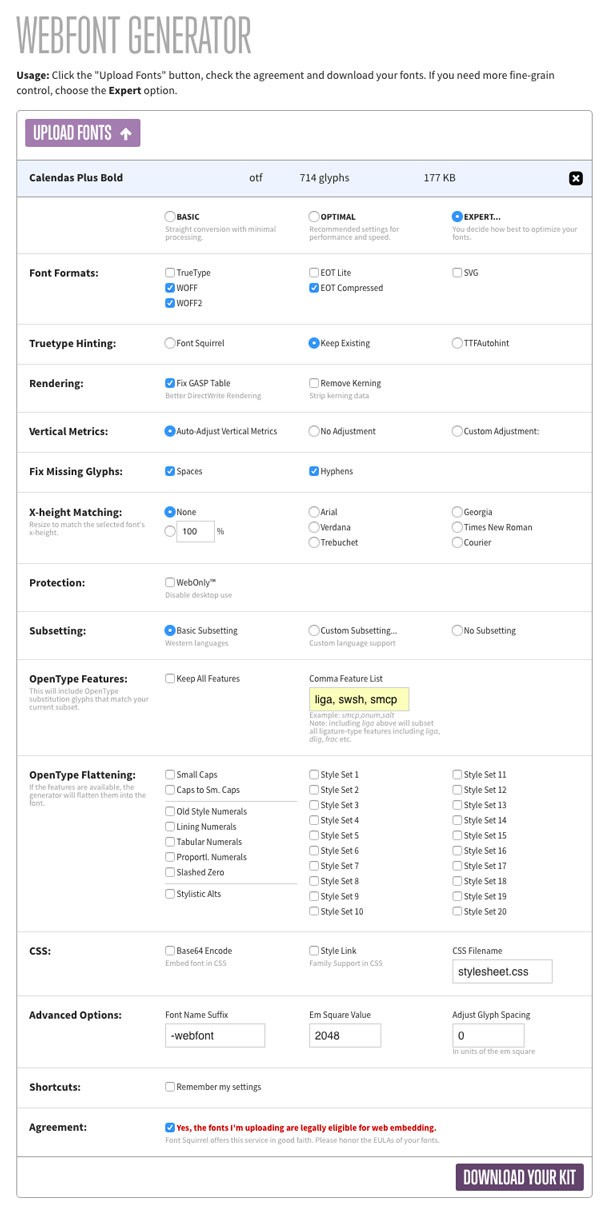 WEBFONT GENERATOR
Usage: Click the "Upload Fonts" button, check the agreement and download your fonts. If you need more fine-grain
control, choose the Expert option.
UPLOAD FONTS
Calendas Plus Bold otf 714 glyphs 177 KB
BASIC OPTIMAL EXPERT...
Straight conversion with minimal Recommended settings for You decide how best to optimize your
processing. performance and speed. fonts.
Font Formats: TrueType EOT Lite SVG
WOFF EOT Compressed
WOFF2
Truetype Hinting: Font Squirrel Keep Existing TTFAutohint
Rendering: Fix GASP Table Remove Kerning
Better DirectWrite Rendering Strip kerning data
Vertical Metrics: Auto-Adjust Vertical Metrics No Adjustment Custom Adjustment:
Fix Missing Glyphs: Spaces Hyphens
X-height Matching: None Arial Georgia
Resize to match the selected font's
x-height.
100 % Verdana Times New Roman
Trebuchet Courier
Protection: WebOnly™
Disable desktop use
Subsetting: Basic Subsetting Custom Subsetting... No Subsetting
Western languages Custom language support
OpenType Features: Keep All Features Comma Feature List
This will include OpenType
substitution glyphs that match your
current subset.
liga, swsh, smcp
Example: smcp,onum,salt
Note: including liga above will subset
all ligature-type features including liga,
dlig, frac etc.
OpenType Flattening: Small Caps Style Set 1 Style Set 11
If the features are available, the
generator will flatten them into the
font.
Caps to Sm. Caps Style Set 2 Style Set 12
Old Style Numerals Style Set 3 Style Set 13
Lining Numerals Style Set 4 Style Set 14
Tabular Numerals Style Set 5 Style Set 15
Proportl. Numerals Style Set 6 Style Set 16
Slashed Zero Style Set 7 Style Set 17
Stylistic Alts Style Set 8 Style Set 18
Style Set 9 Style Set 19
Style Set 10 Style Set 20
CSS: Base64 Encode Style Link CSS Filename
Embed font in CSS Family Support in CSS stylesheet.css
Advanced Options: Font Name Suffix Em Square Value Adjust Glyph Spacing
-webfont 2048 0
In units of the em square
Shortcuts: Remember my settings
Agreement: Yes, the fonts I'm uploading are legally eligible for web embedding.
Font Squirrel offers this service in good faith. Please honor the EULAs of your fonts.
DOWNLOAD YOUR KIT